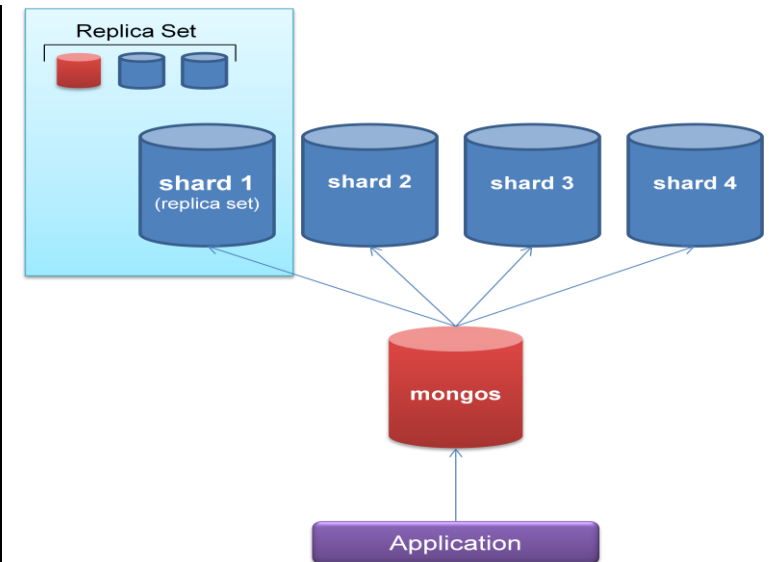 Replica Set
shard 1
(replica set)
shard 2
shard 3
shard 4
mongos
Application